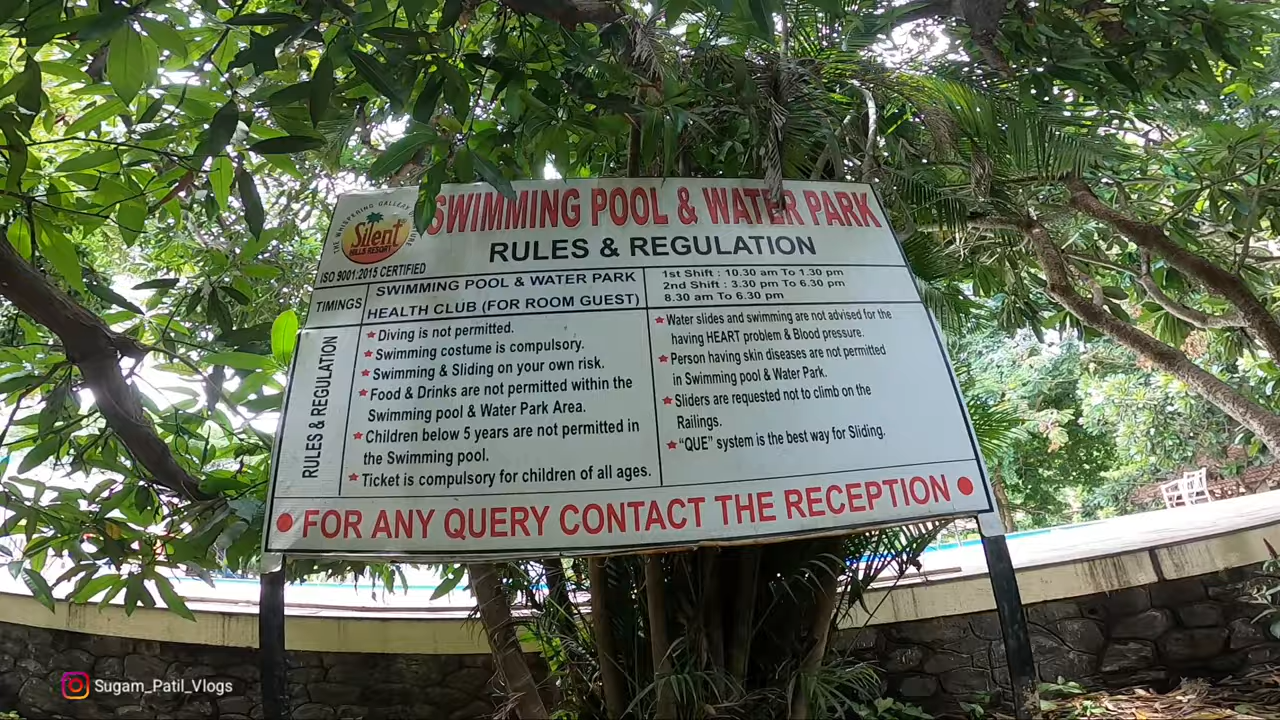 THE WHISPERING GALLERY OF NATURE
Silent
HILLS RESORT
ISO 9001:2015 CERTIFIED
SWIMMING POOL & WATER PARK
RULES & REGULATION
TIMINGS
SWIMMING POOL & WATER PARK
HEALTH CLUB (FOR ROOM GUEST)
1st Shift : 10.30 am To 1.30 pm
2nd Shift : 3.30 pm To 6.30 pm
8.30 am To 6.30 pm
RULES & REGULATION
Diving is not permitted.
Swimming costume is compulsory.
Swimming & Sliding on your own risk.
Food & Drinks are not permitted within the
Swimming pool & Water Park Area.
Children below 5 years are not permitted in
the Swimming pool.
Ticket is compulsory for children of all ages.
Water slides and swimming are not advised for the
having HEART problem & Blood pressure.
Person having skin diseases are not permitted
in Swimming pool & Water Park.
Sliders are requested not to climb on the
Railings.
“QUE” system is the best way for Sliding.
FOR ANY QUERY CONTACT THE RECEPTION
Sugam_Patil_Vlogs